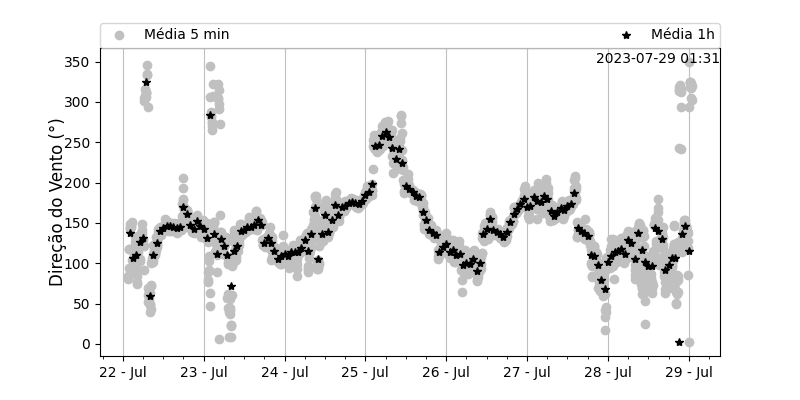 Média 5 min
Média 1h
2023-07-29 01:31
Direção do Vento (°)
350
300
250
200
150
100
50
0
22 - Jul
23 - Jul
24 - Jul
25 - Jul
26 - Jul
27 - Jul
28 - Jul
29 - Jul